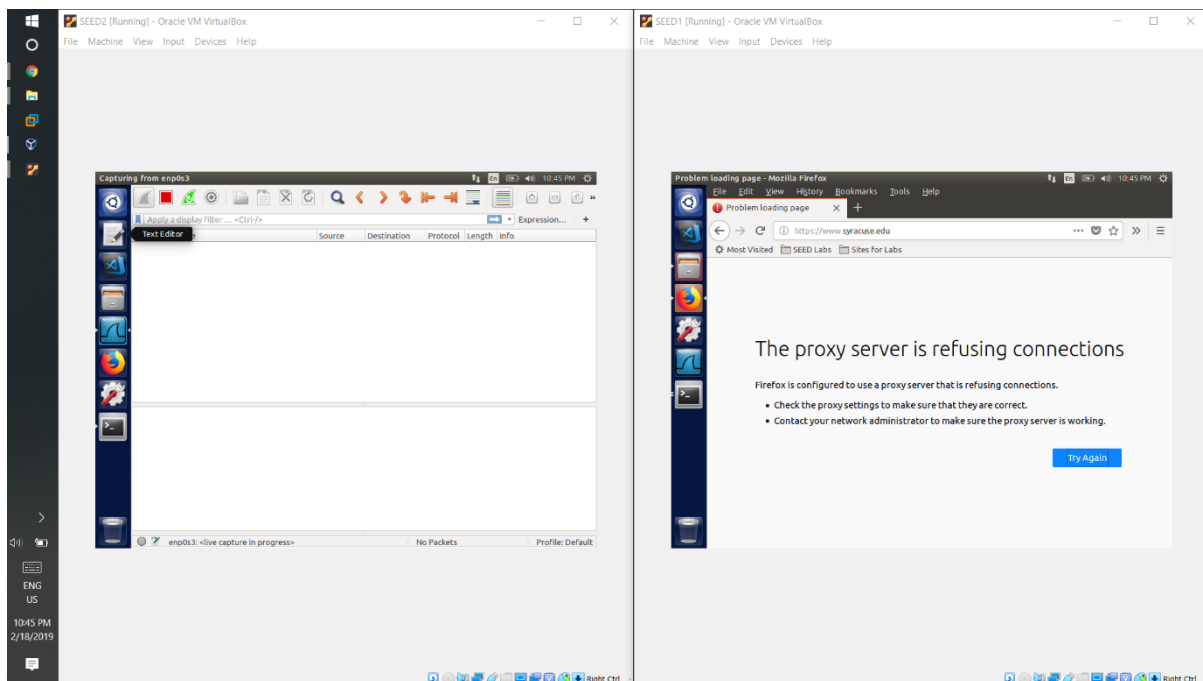 SEED2 [Running] - Oracle VM VirtualBox
File Machine View Input Devices Help
Capturing from enp0s3
En
10:45 PM
Apply a display filter ... <Ctrl-/>
Expression...
+
Text Editor
Source Destination Protocol Length Info
enp0s3: <live capture in progress>
No Packets
Profile: Default
Right Ctrl
SEED1 [Running] - Oracle VM VirtualBox
File Machine View Input Devices Help
Problem loading page - Mozilla Firefox
En
10:45 PM
File Edit View History Bookmarks Tools Help
Problem loading page
https://www.syracuse.edu
Most Visited SEED Labs Sites for Labs
The proxy server is refusing connections
Firefox is configured to use a proxy server that is refusing connections.
• Check the proxy settings to make sure that they are correct.
• Contact your network administrator to make sure the proxy server is working.
Try Again
Right Ctrl
ENG
US
10:45 PM
2/18/2019